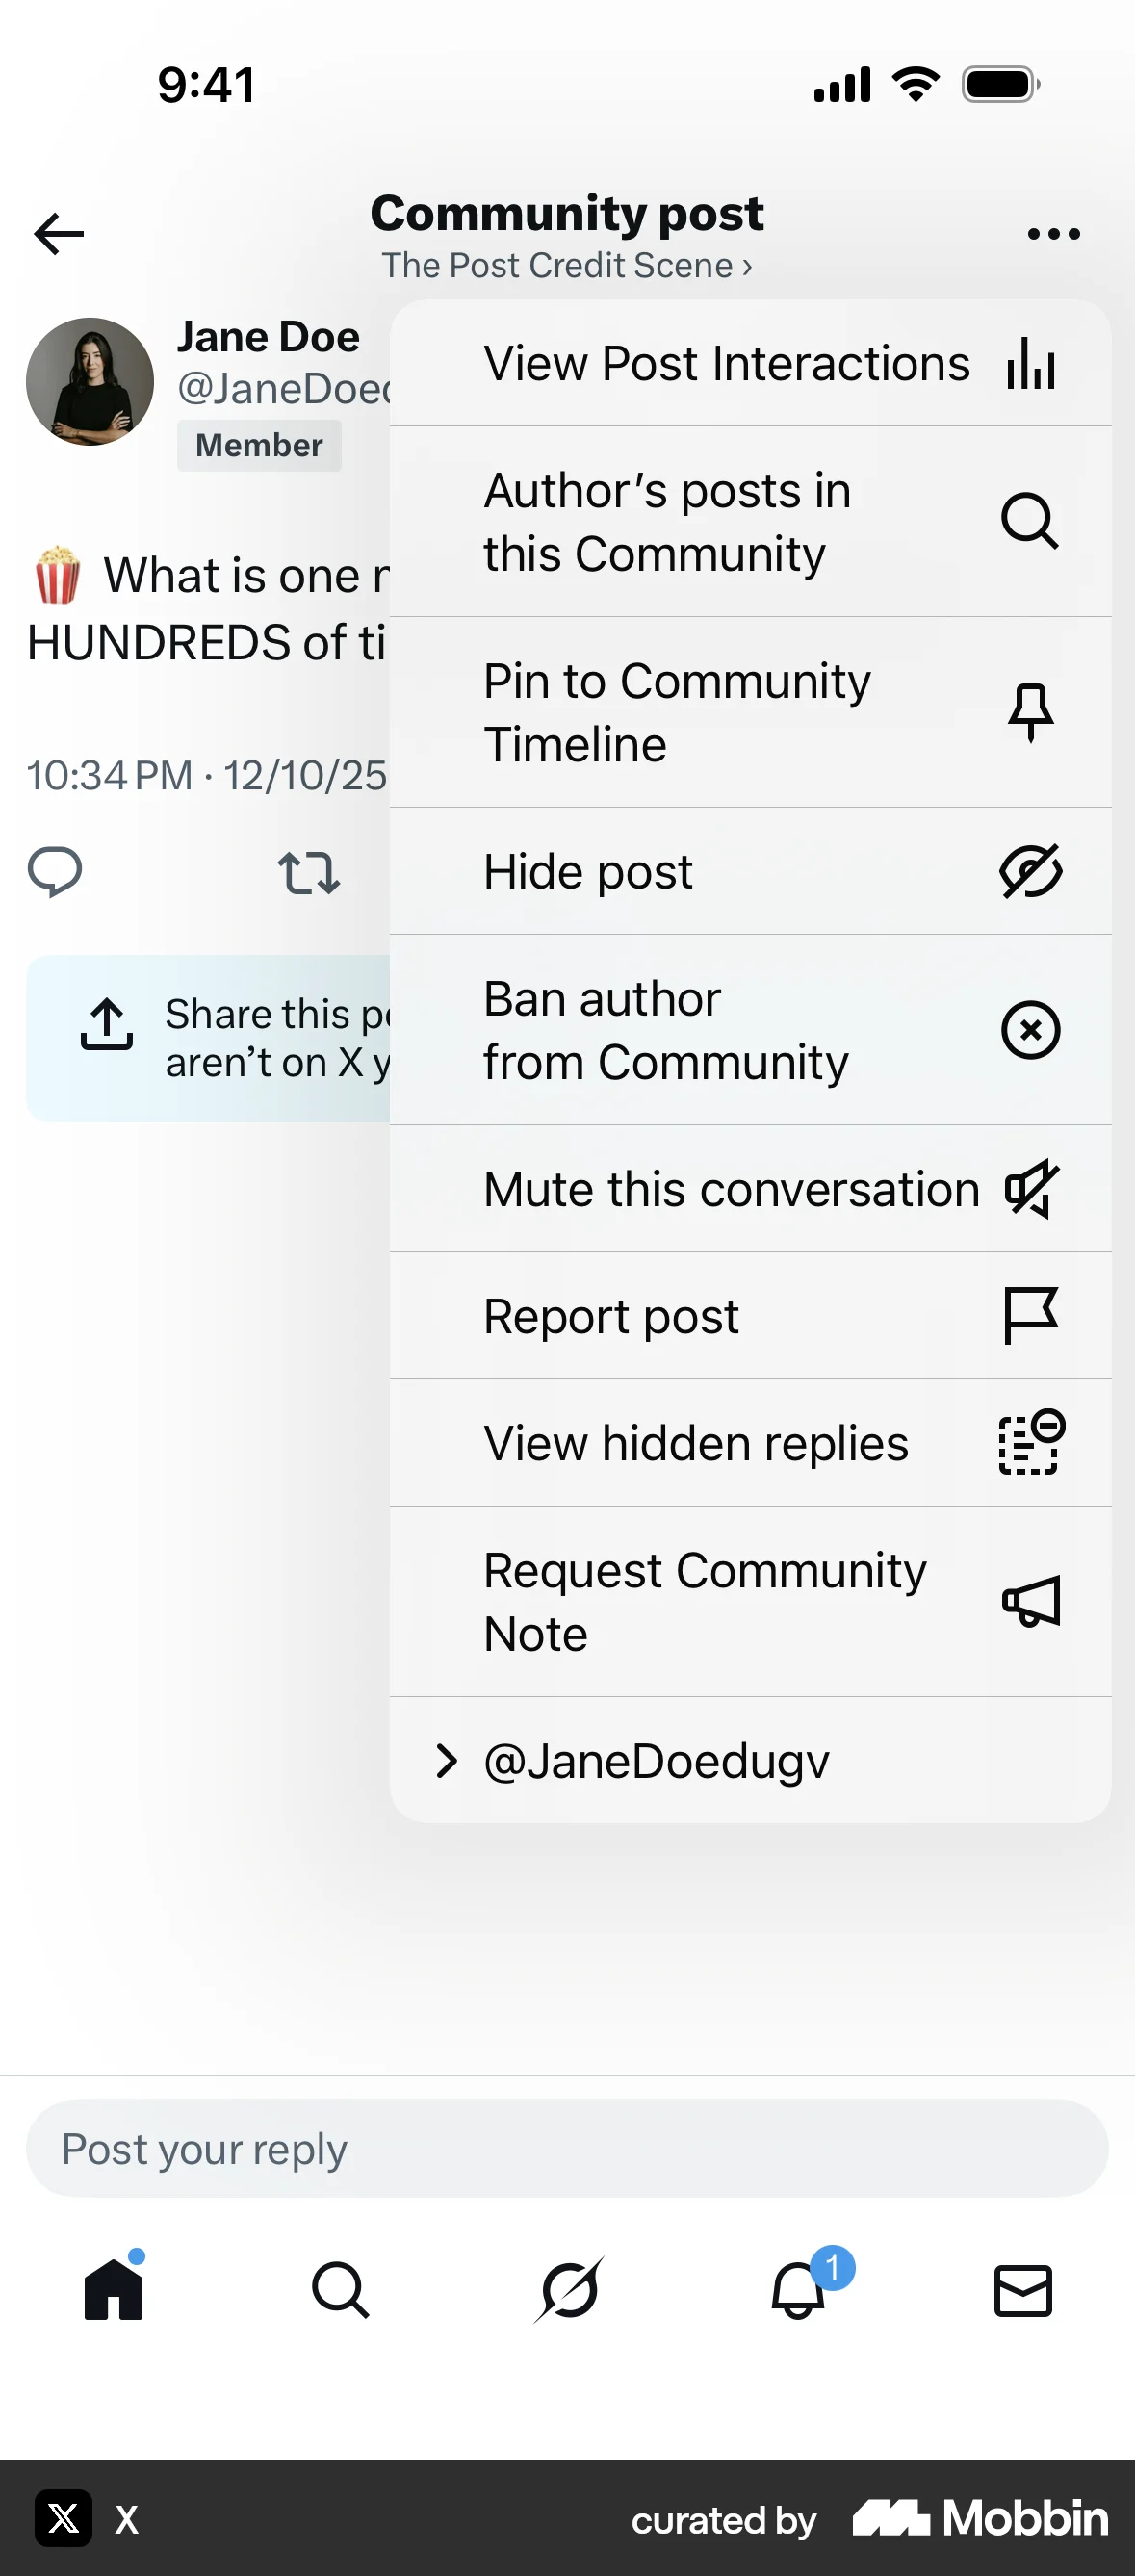 9:41
Community post
The Post Credit Scene ›
Jane Doe
Member
What is one
HUNDREDS of
10:34 PM · 12/10/25
Share this
aren’t on X
View Post Interactions
Author’s posts in
this Community
Pin to Community
Timeline
Hide post
Ban author
from Community
Mute this conversation
Report post
View hidden replies
Request Community
Note
@JaneDoedugv
Post your reply
1
X
curated by Mobbin